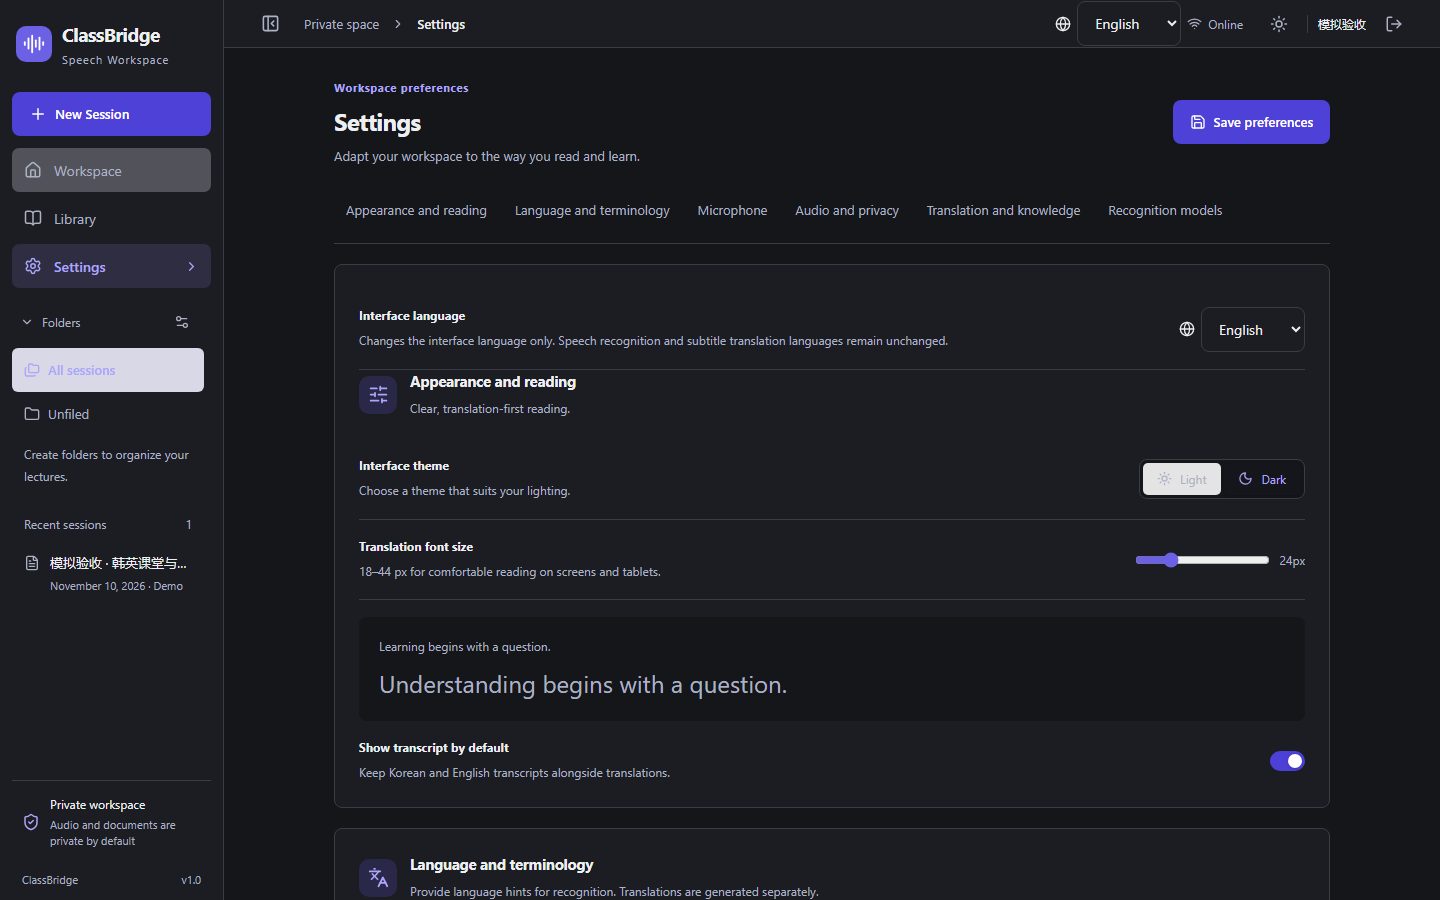 ClassBridge
Speech Workspace
New Session
Workspace
Library
Settings
Folders
All sessions
Unfiled
Create folders to organize your
lectures.
Recent sessions 1
模拟验收 · 韩英课堂与...
November 10, 2026 · Demo
Private workspace
Audio and documents are
private by default
ClassBridge v1.0
Private space Settings
English Online 模拟验收
Workspace preferences
Settings
Adapt your workspace to the way you read and learn.
Save preferences
Appearance and reading Language and terminology Microphone Audio and privacy Translation and knowledge Recognition models
Interface language
Changes the interface language only. Speech recognition and subtitle translation languages remain unchanged.
English
Appearance and reading
Clear, translation-first reading.
Interface theme
Choose a theme that suits your lighting.
Light Dark
Translation font size
18–44 px for comfortable reading on screens and tablets.
24px
Learning begins with a question.
Understanding begins with a question.
Show transcript by default
Keep Korean and English transcripts alongside translations.
Language and terminology
Provide language hints for recognition. Translations are generated separately.